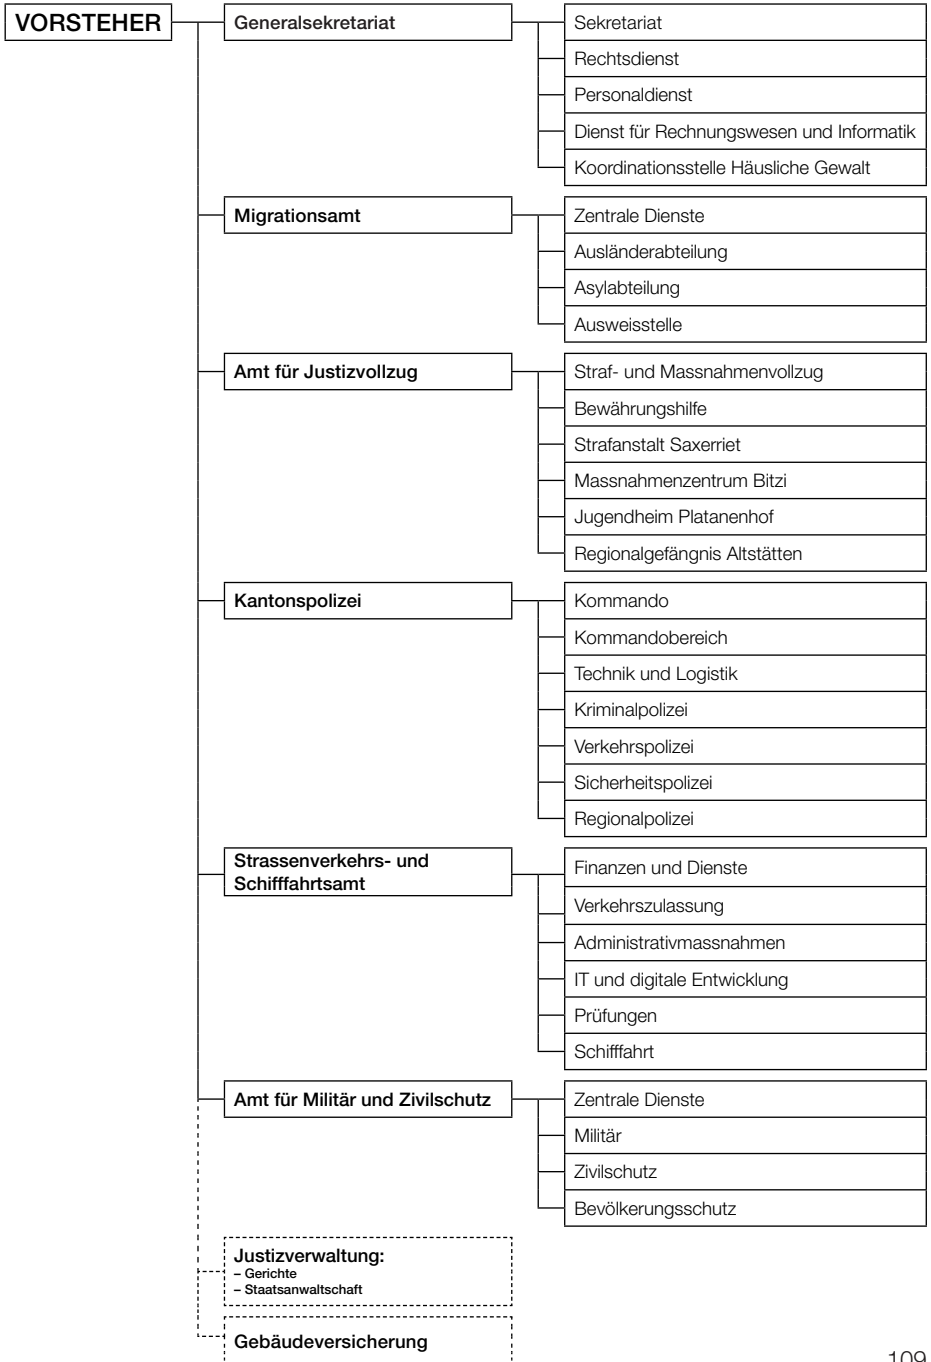 VORSTEHER
Generalsekretariat
Sekretariat
Rechtsdienst
Personaldienst
Dienst für Rechnungswesen und Informatik
Koordinationsstelle Häusliche Gewalt
Migrationsamt
Zentrale Dienste
Ausländerabteilung
Asylabteilung
Ausweisstelle
Amt für Justizvollzug
Straf- und Massnahmenvollzug
Bewährungshilfe
Strafanstalt Saxerriet
Massnahmenzentrum Bitzi
Jugendheim Platanenhof
Regionalgefängnis Altstätten
Kantonspolizei
Kommando
Kommandobereich
Technik und Logistik
Kriminalpolizei
Verkehrspolizei
Sicherheitspolizei
Regionalpolizei
Strassenverkehrs- und
Schifffahrtsamt
Finanzen und Dienste
Verkehrszulassung
Administrativmassnahmen
IT und digitale Entwicklung
Prüfungen
Schifffahrt
Amt für Militär und Zivilschutz
Zentrale Dienste
Militär
Zivilschutz
Bevölkerungsschutz
Justizverwaltung:
– Gerichte
– Staatsanwaltschaft
Gebäudeversicherung
109